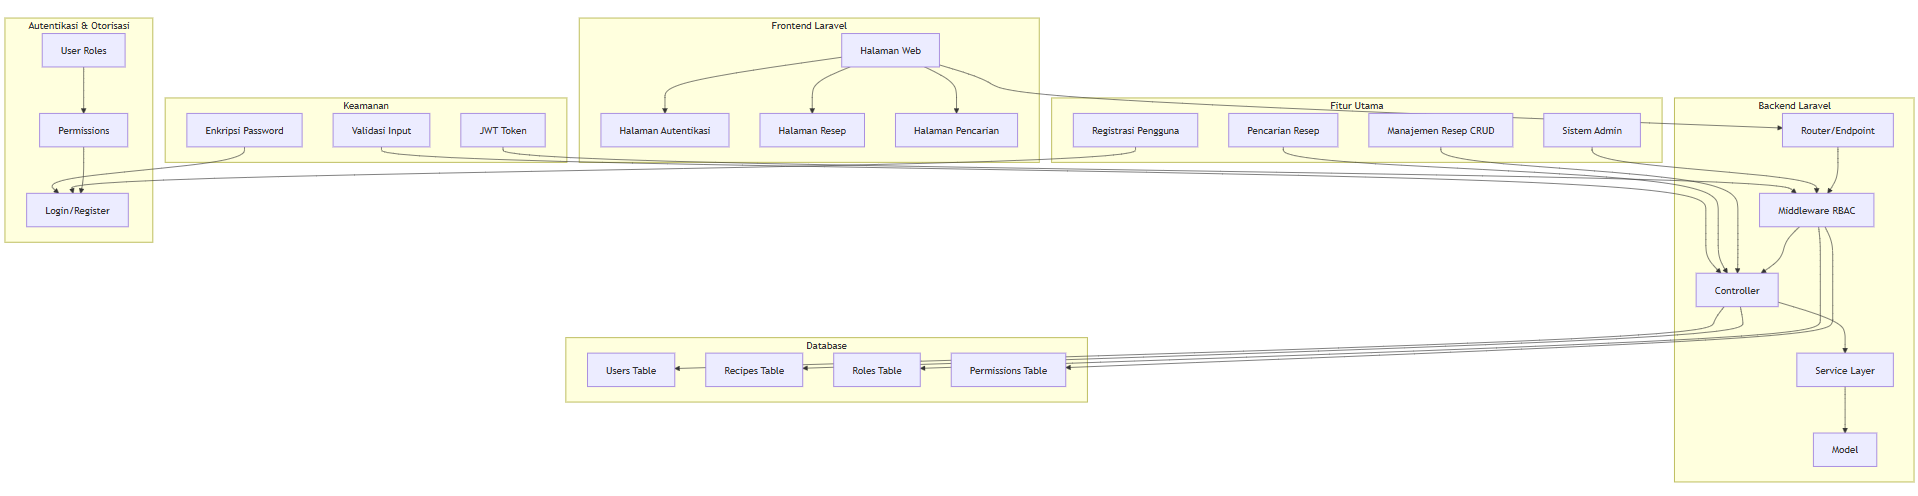 Autentikasi & Otorisasi
User Roles
Permissions
Login/Register
Keamanan
Enkripsi Password
Validasi Input
JWT Token
Frontend Laravel
Halaman Web
Halaman Autentikasi
Halaman Resep
Halaman Pencarian
Fitur Utama
Registrasi Pengguna
Pencarian Resep
Manajemen Resep CRUD
Sistem Admin
Backend Laravel
Router/Endpoint
Middleware RBAC
Controller
Service Layer
Model
Database
Users Table
Recipes Table
Roles Table
Permissions Table